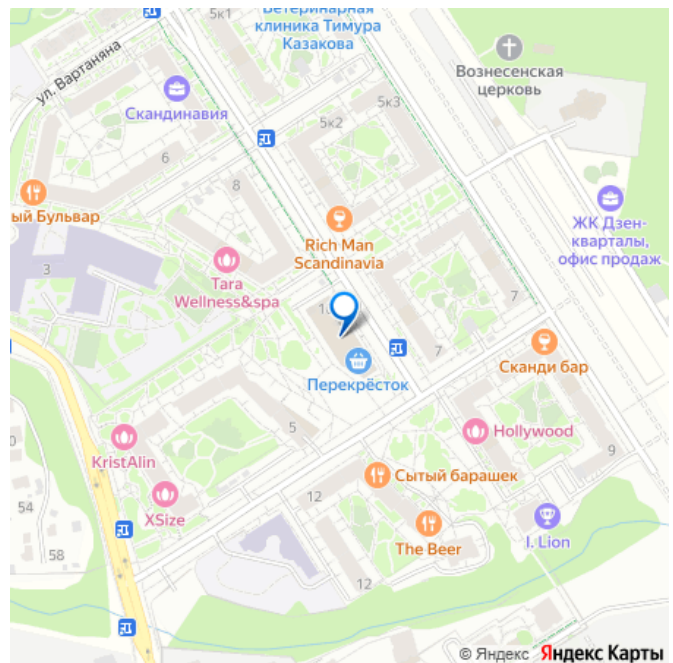 Ветеринарная
клиника Тимура
Казакова
ул. Вартаняна
Вознесенская
церковь
Скандинавия
5к3
5к2
6
8
ый Бульвар
ЖК Дзен-
кварталы,
офис продаж
Rich Man
Scandinavia
3
Tara
Wellness&spa
7
7
Сканди бар
Перекрёсток
5
Hollywood
KristAlin
9
Сытый барашек
54
XSize
12
The Beer
I. Lion
58
12
© Яндекс Яндекс Карты